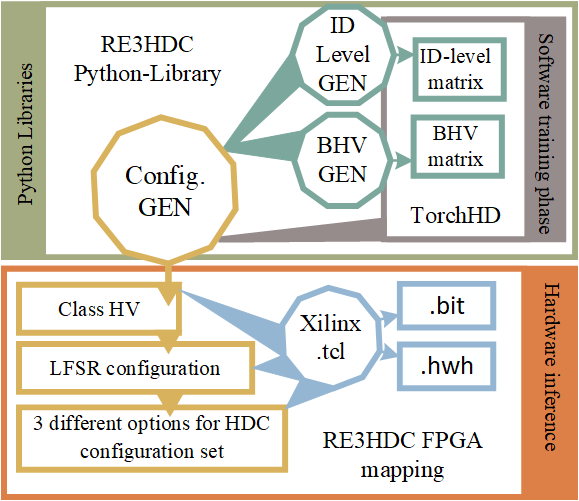 Python Libraries
RE3HDC
Python-Library
ID
Level
GEN
ID-level
matrix
BHV
GEN
BHV
matrix
Config.
GEN
TorchHD
Software training phase
Class HV
LFSR configuration
3 different options for HDC
configuration set
Xilinx
.tcl
.bit
.hwh
RE3HDC FPGA
mapping
Hardware inference